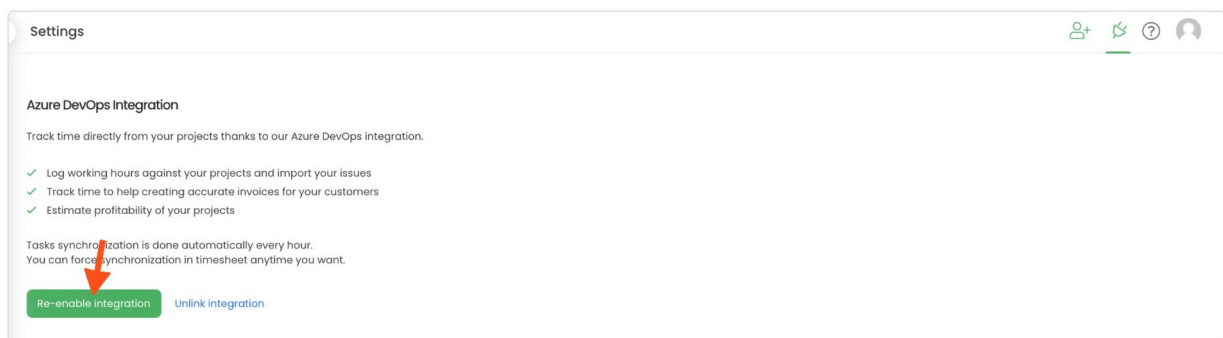 Settings
Azure DevOps Integration
Track time directly from your projects thanks to our Azure DevOps integration.
Log working hours against your projects and import your issues
Track time to help creating accurate invoices for your customers
Estimate profitability of your projects
Tasks synchronization is done automatically every hour.
You can force synchronization in timesheet anytime you want.
Re-enable integration Unlink integration